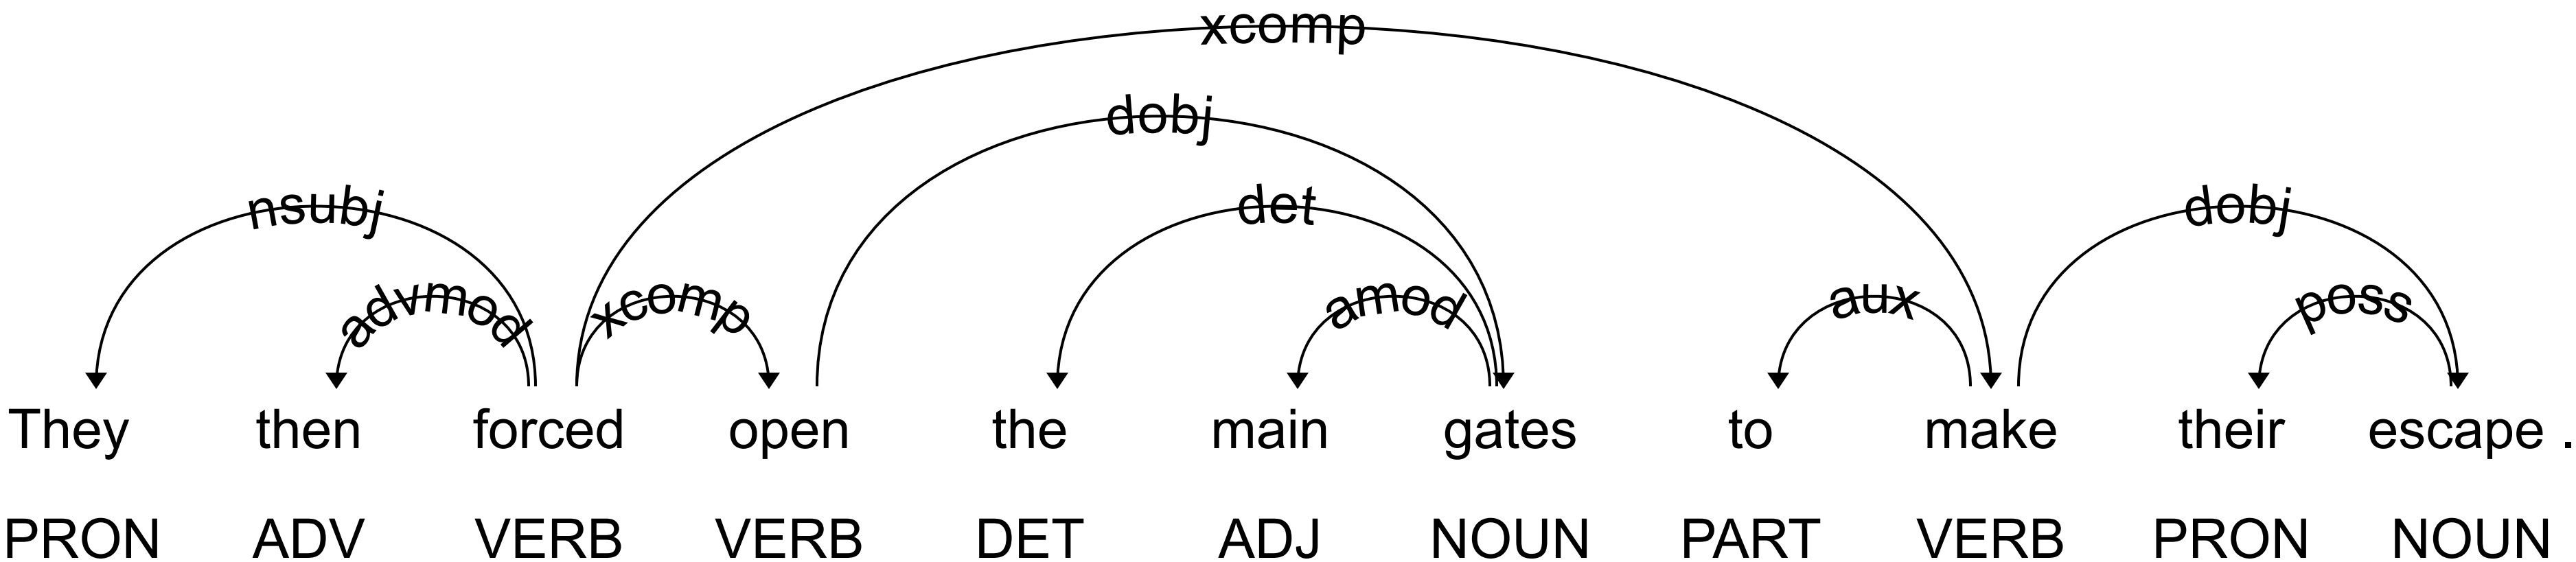 xcomp
dobj
nsubj det dobj
advmod xcomp amod aux poss
They then forced open the main gates to make their escape .
PRON ADV VERB VERB DET ADJ NOUN PART VERB PRON NOUN